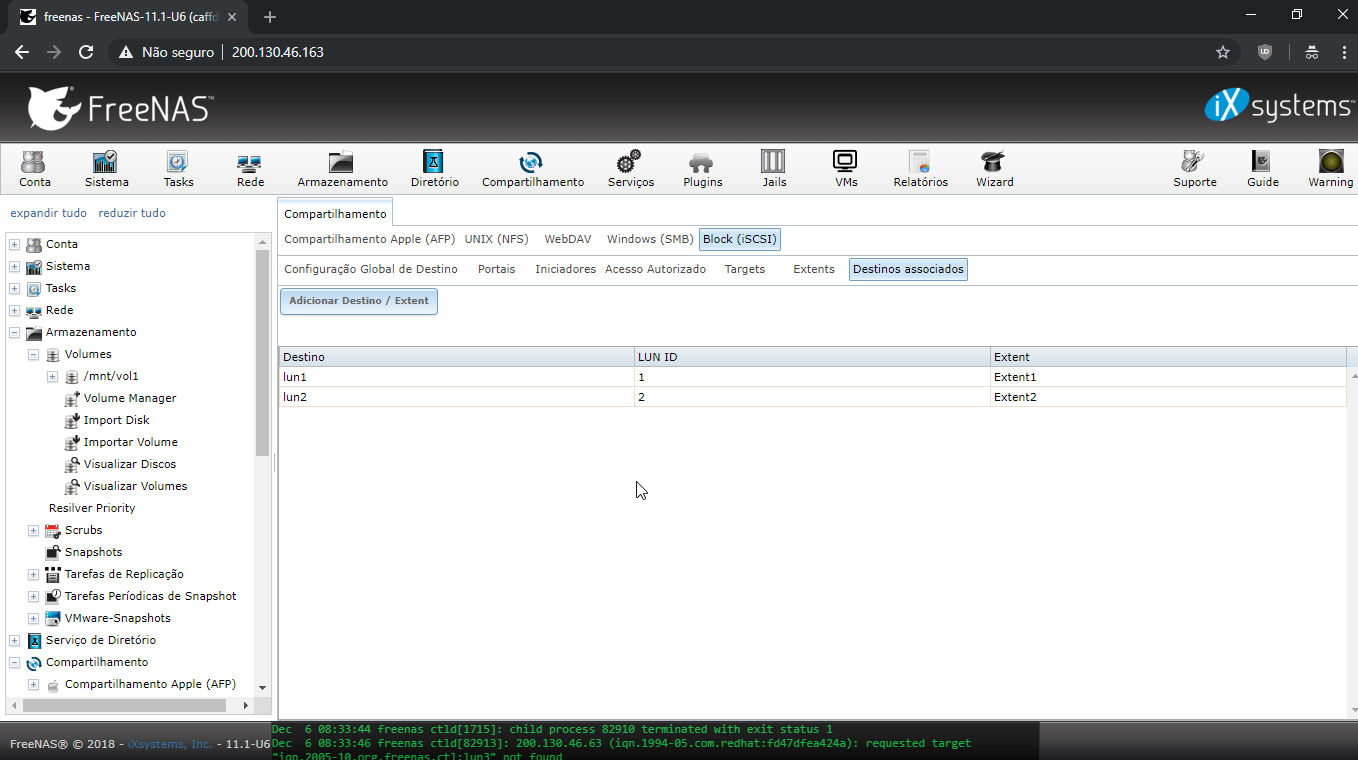 freenas - FreeNAS-11.1-U6 (caffd
Não seguro 200.130.46.163
FreeNAS™
iXsystems™
Conta Sistema Tasks Rede Armazenamento Diretório Compartilhamento Serviços Plugins Jails VMs Relatórios Wizard Suporte Guide Warning
expandir tudo reduzir tudo
Conta
Sistema
Tasks
Rede
Armazenamento
Volumes
/mnt/vol1
Volume Manager
Import Disk
Importar Volume
Visualizar Discos
Visualizar Volumes
Resilver Priority
Scrubs
Snapshots
Tarefas de Replicação
Tarefas Períodicas de Snapshot
VMware-Snapshots
Serviço de Diretório
Compartilhamento
Compartilhamento Apple (AFP)
Compartilhamento
Compartilhamento Apple (AFP) UNIX (NFS) WebDAV Windows (SMB) Block (iSCSI)
Configuração Global de Destino Portais Iniciadores Acesso Autorizado Targets Extents Destinos associados
Adicionar Destino / Extent
Destino LUN ID Extent
lun1 1 Extent1
lun2 2 Extent2
FreeNAS® © 2018 - iXsystems, Inc. - 11.1-U6
Dec 6 08:33:44 freenas ctld[1715]: child process 82910 terminated with exit status 1
Dec 6 08:33:46 freenas ctld[82913]: 200.130.46.63 (iqn.1994-05.com.redhat:fd47dfea424a): requested target
"iqn.2005-10.org.freenas.ctl:lun3" not found